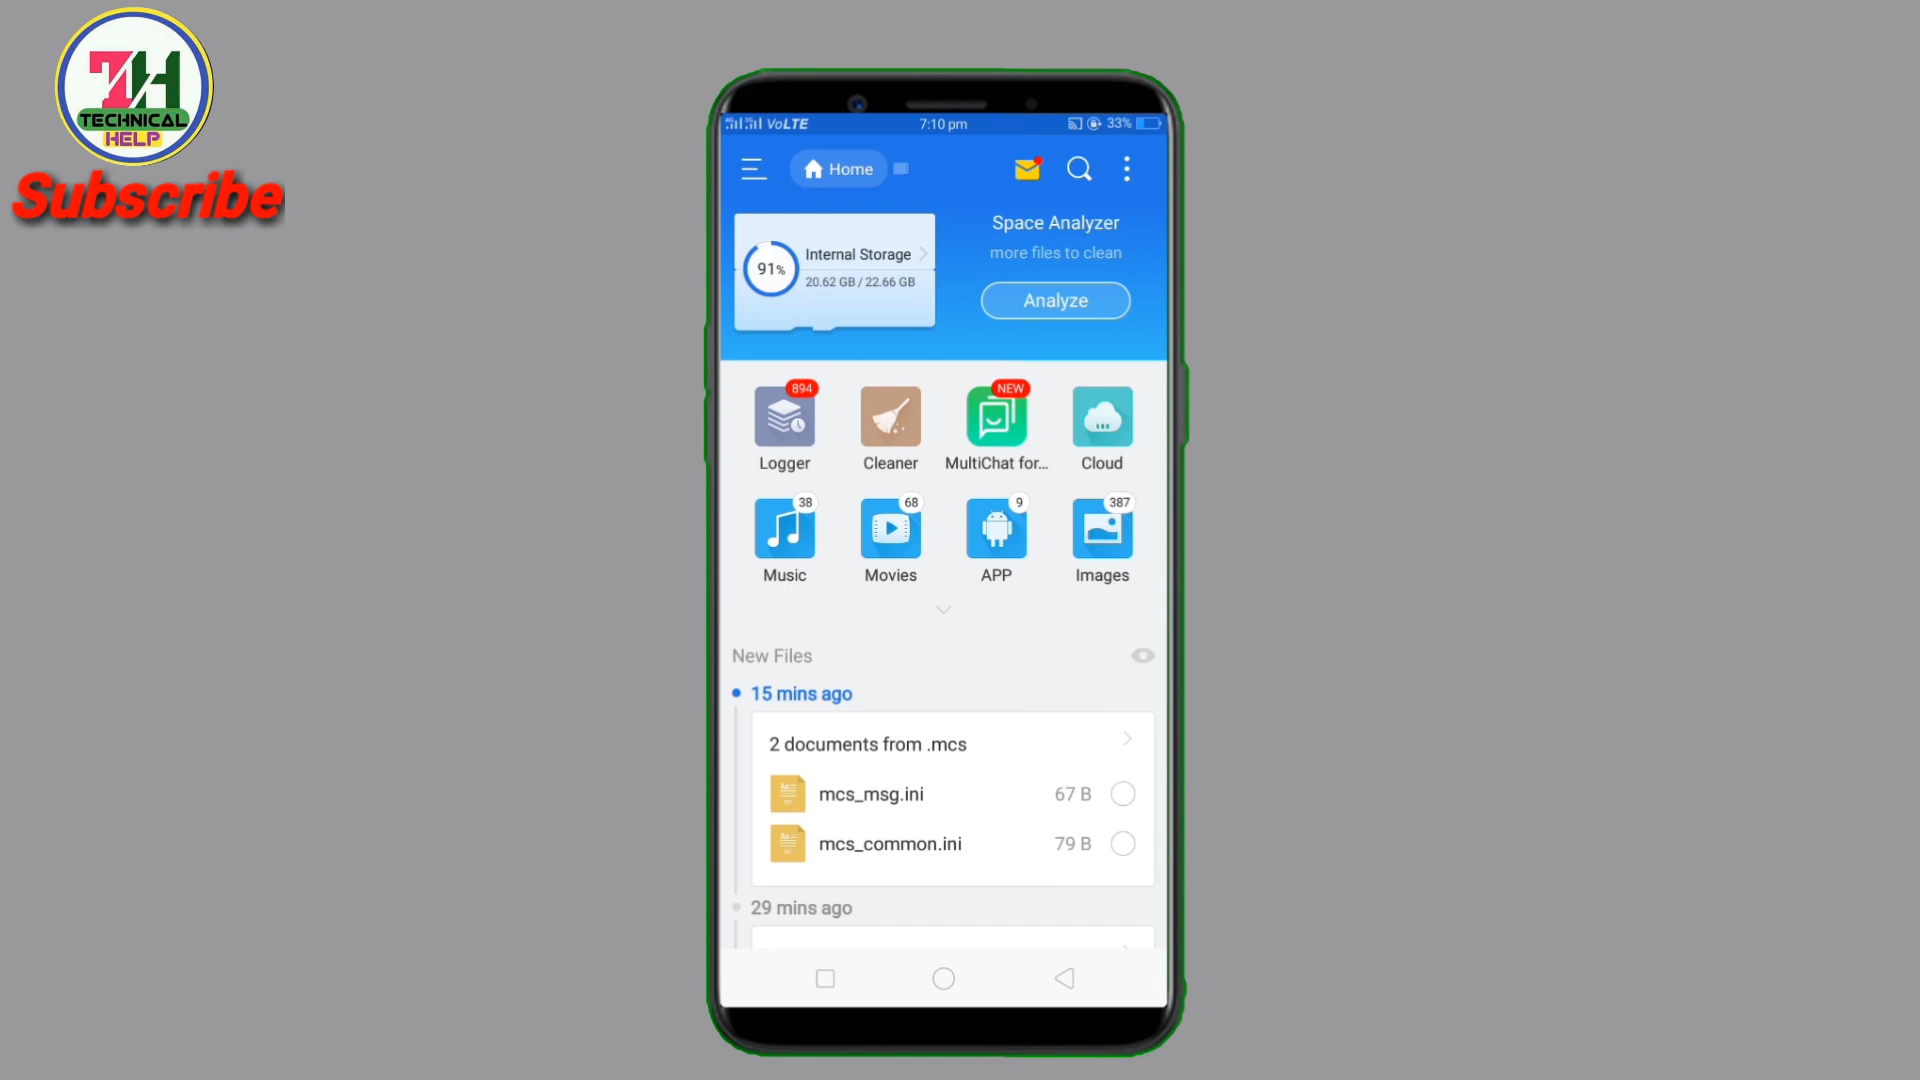 TH
TECHNICAL
HELP
Subscribe
VoLTE
7:10 pm
33%
Home
Space Analyzer
more files to clean
Analyze
91%
Internal Storage
20.62 GB / 22.66 GB
894
NEW
Logger
Cleaner
MultiChat for...
Cloud
38
68
9
387
Music
Movies
APP
Images
New Files
15 mins ago
2 documents from .mcs
mcs_msg.ini
67 B
mcs_common.ini
79 B
29 mins ago